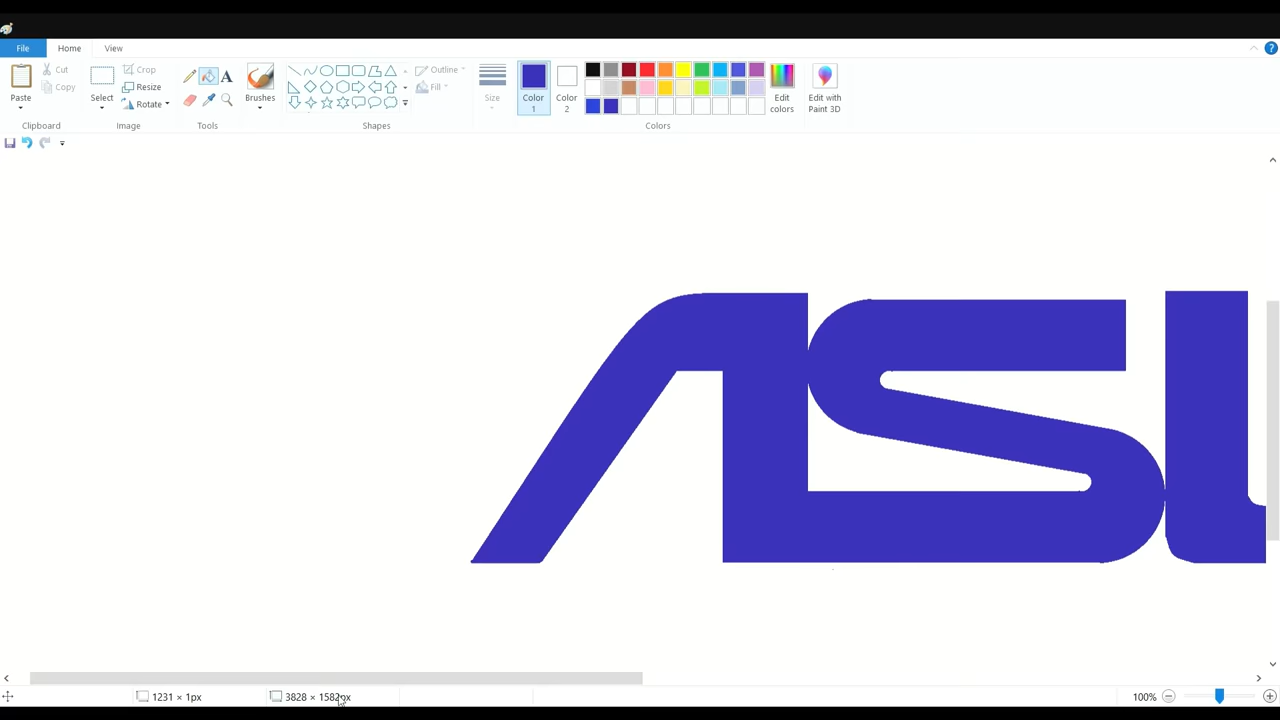 File Home View
Cut
Copy
Paste
Clipboard
Select
Crop
Resize
Rotate
Image
A
Tools
Brushes
Outline
Fill
Shapes
Size
Color
1
Color
2
Edit
colors
Colors
Edit with
Paint 3D
?
ASU
1231 × 1px
3828 × 1582px
100%